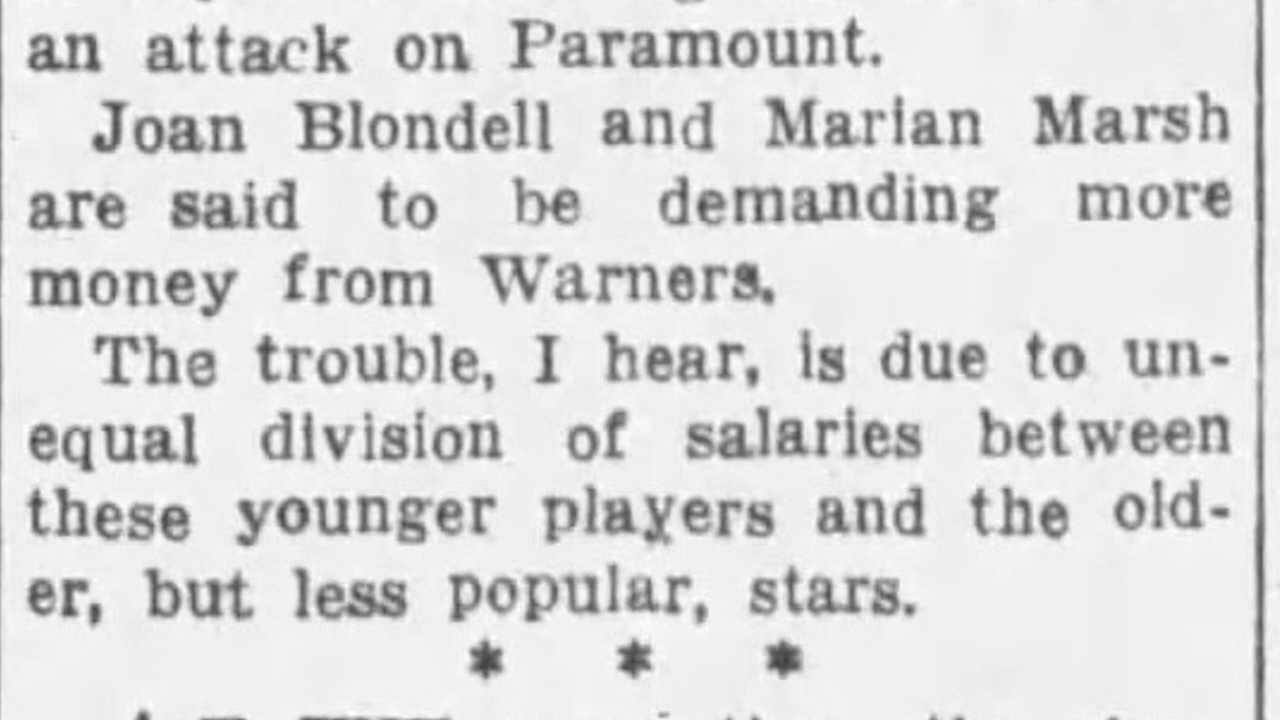 an attack on Paramount.
Joan Blondell and Marian Marsh
are said to be demanding more
money from Warners.
The trouble, I hear, is due to un-
equal division of salaries between
these younger players and the old-
er, but less popular, stars.
* * *